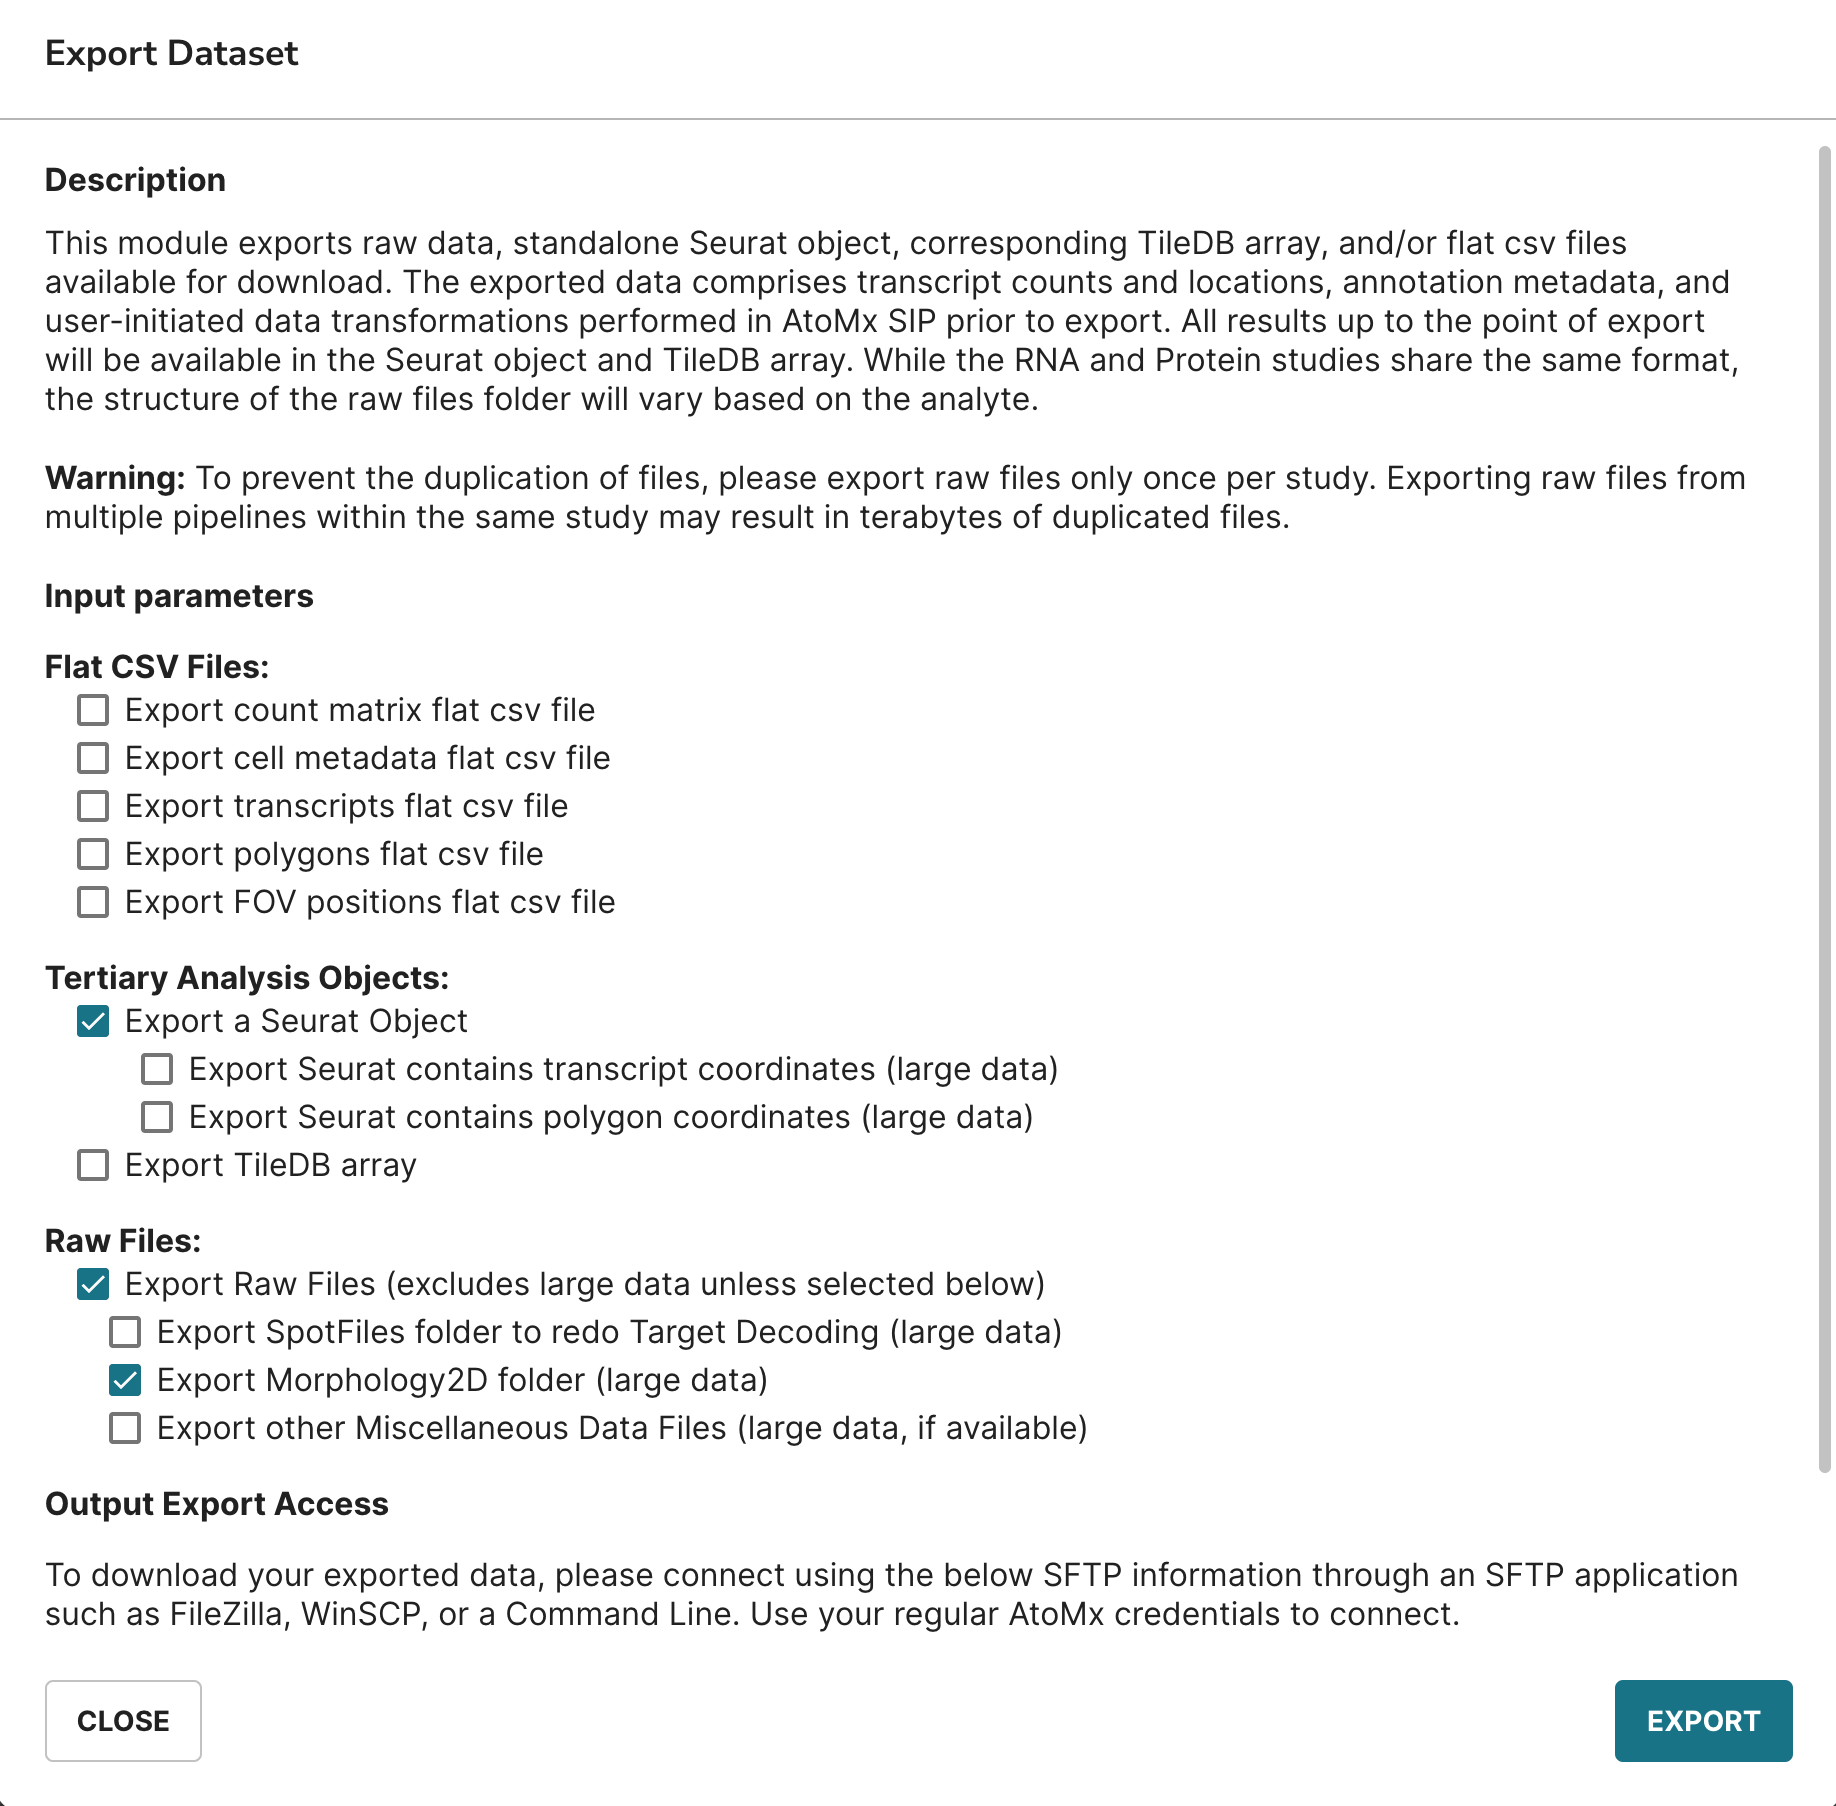 Export Dataset
Description
This module exports raw data, standalone Seurat object, corresponding TileDB array, and/or flat csv files
available for download. The exported data comprises transcript counts and locations, annotation metadata, and
user-initiated data transformations performed in AtoMx SIP prior to export. All results up to the point of export
will be available in the Seurat object and TileDB array. While the RNA and Protein studies share the same format,
the structure of the raw files folder will vary based on the analyte.
Warning: To prevent the duplication of files, please export raw files only once per study. Exporting raw files from
multiple pipelines within the same study may result in terabytes of duplicated files.
Input parameters
Flat CSV Files:
Export count matrix flat csv file
Export cell metadata flat csv file
Export transcripts flat csv file
Export polygons flat csv file
Export FOV positions flat csv file
Tertiary Analysis Objects:
Export a Seurat Object
Export Seurat contains transcript coordinates (large data)
Export Seurat contains polygon coordinates (large data)
Export TileDB array
Raw Files:
Export Raw Files (excludes large data unless selected below)
Export SpotFiles folder to redo Target Decoding (large data)
Export Morphology2D folder (large data)
Export other Miscellaneous Data Files (large data, if available)
Output Export Access
To download your exported data, please connect using the below SFTP information through an SFTP application
such as FileZilla, WinSCP, or a Command Line. Use your regular AtoMx credentials to connect.
CLOSE
EXPORT